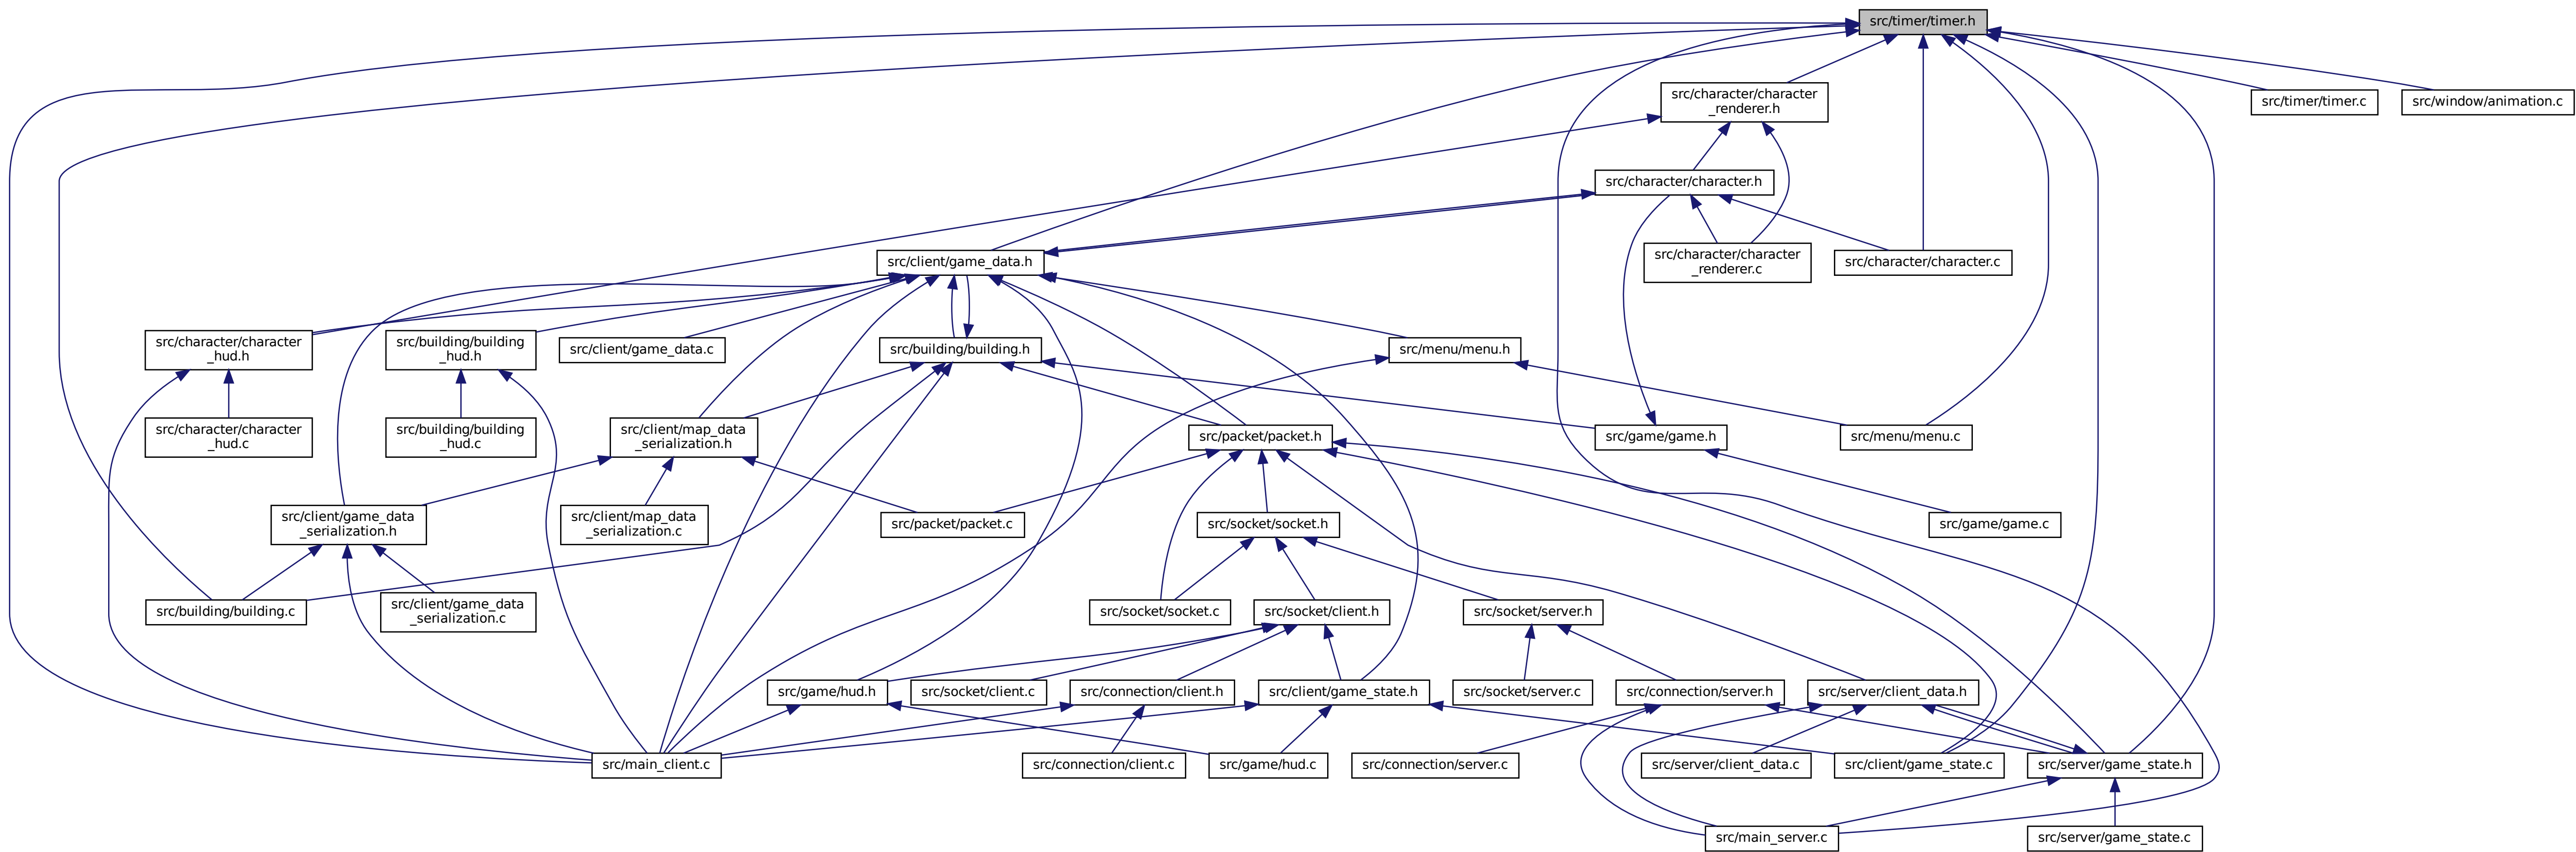 src/timer/timer.h
src/character/character
_renderer.h
src/timer/timer.c
src/window/animation.c
src/character/character.h
src/client/game_data.h
src/character/character
_renderer.c
src/character/character.c
src/character/character
_hud.h
src/building/building
_hud.h
src/client/game_data.c
src/building/building.h
src/menu/menu.h
src/character/character
_hud.c
src/building/building
_hud.c
src/client/map_data
_serialization.h
src/packet/packet.h
src/game/game.h
src/menu/menu.c
src/client/game_data
_serialization.h
src/client/map_data
_serialization.c
src/packet/packet.c
src/socket/socket.h
src/game/game.c
src/building/building.c
src/client/game_data
_serialization.c
src/socket/socket.c
src/socket/client.h
src/socket/server.h
src/game/hud.h
src/socket/client.c
src/connection/client.h
src/client/game_state.h
src/socket/server.c
src/connection/server.h
src/server/client_data.h
src/main_client.c
src/connection/client.c
src/game/hud.c
src/connection/server.c
src/server/client_data.c
src/client/game_state.c
src/server/game_state.h
src/main_server.c
src/server/game_state.c